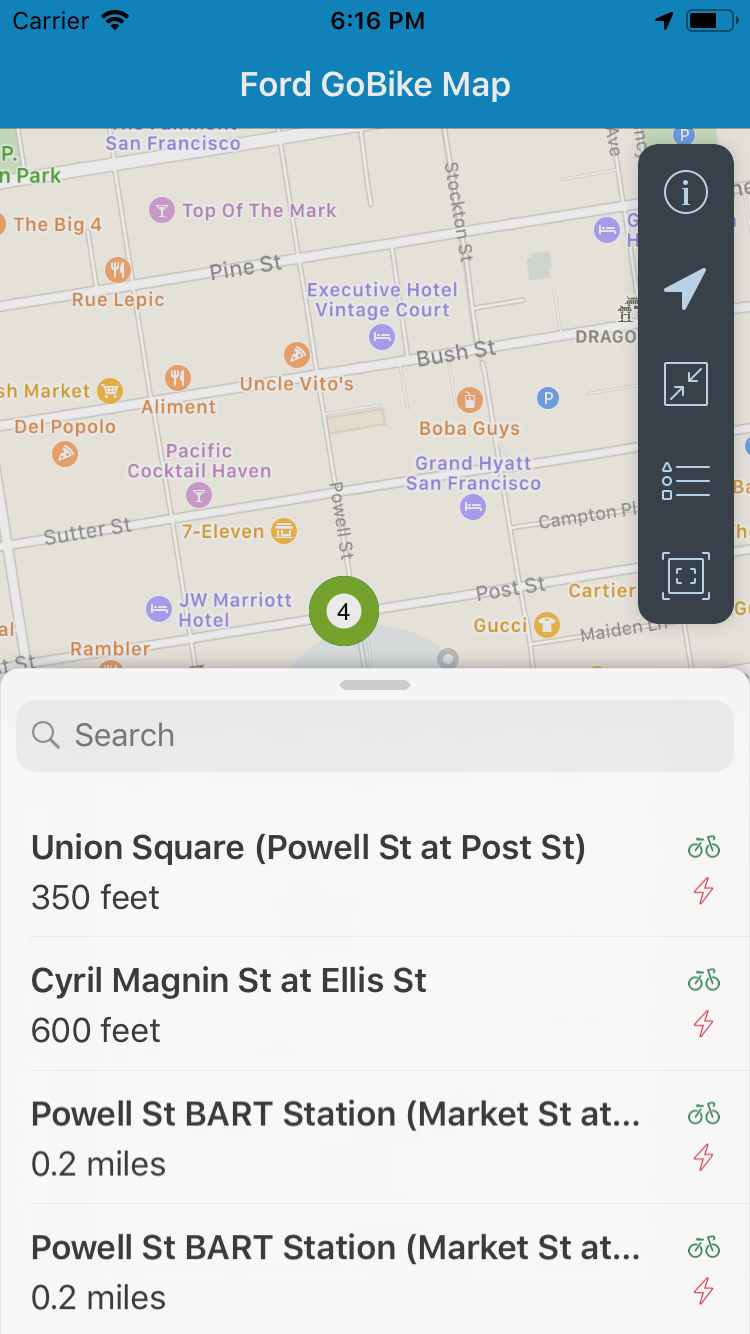 Carrier
6:16 PM
Ford GoBike Map
San Francisco
P.
n Park
The Big 4
Top Of The Mark
Stockton St
Ave
P
Pine St
Rue Lepic
Executive Hotel
Vintage Court
G
H
DRAGO
Bush St
Uncle Vito's
sh Market
Aliment
Del Popolo
P
Boba Guys
Pacific
Cocktail Haven
Grand Hyatt
San Francisco
Powell St
Sutter St
7-Eleven
Campton Pl
Ba
JW Marriott
Hotel
4
Post St
Cartier
Gucci
Maiden Ln
al
Rambler
t St
Search
Union Square (Powell St at Post St)
350 feet
Cyril Magnin St at Ellis St
600 feet
Powell St BART Station (Market St at...
0.2 miles
Powell St BART Station (Market St at...
0.2 miles